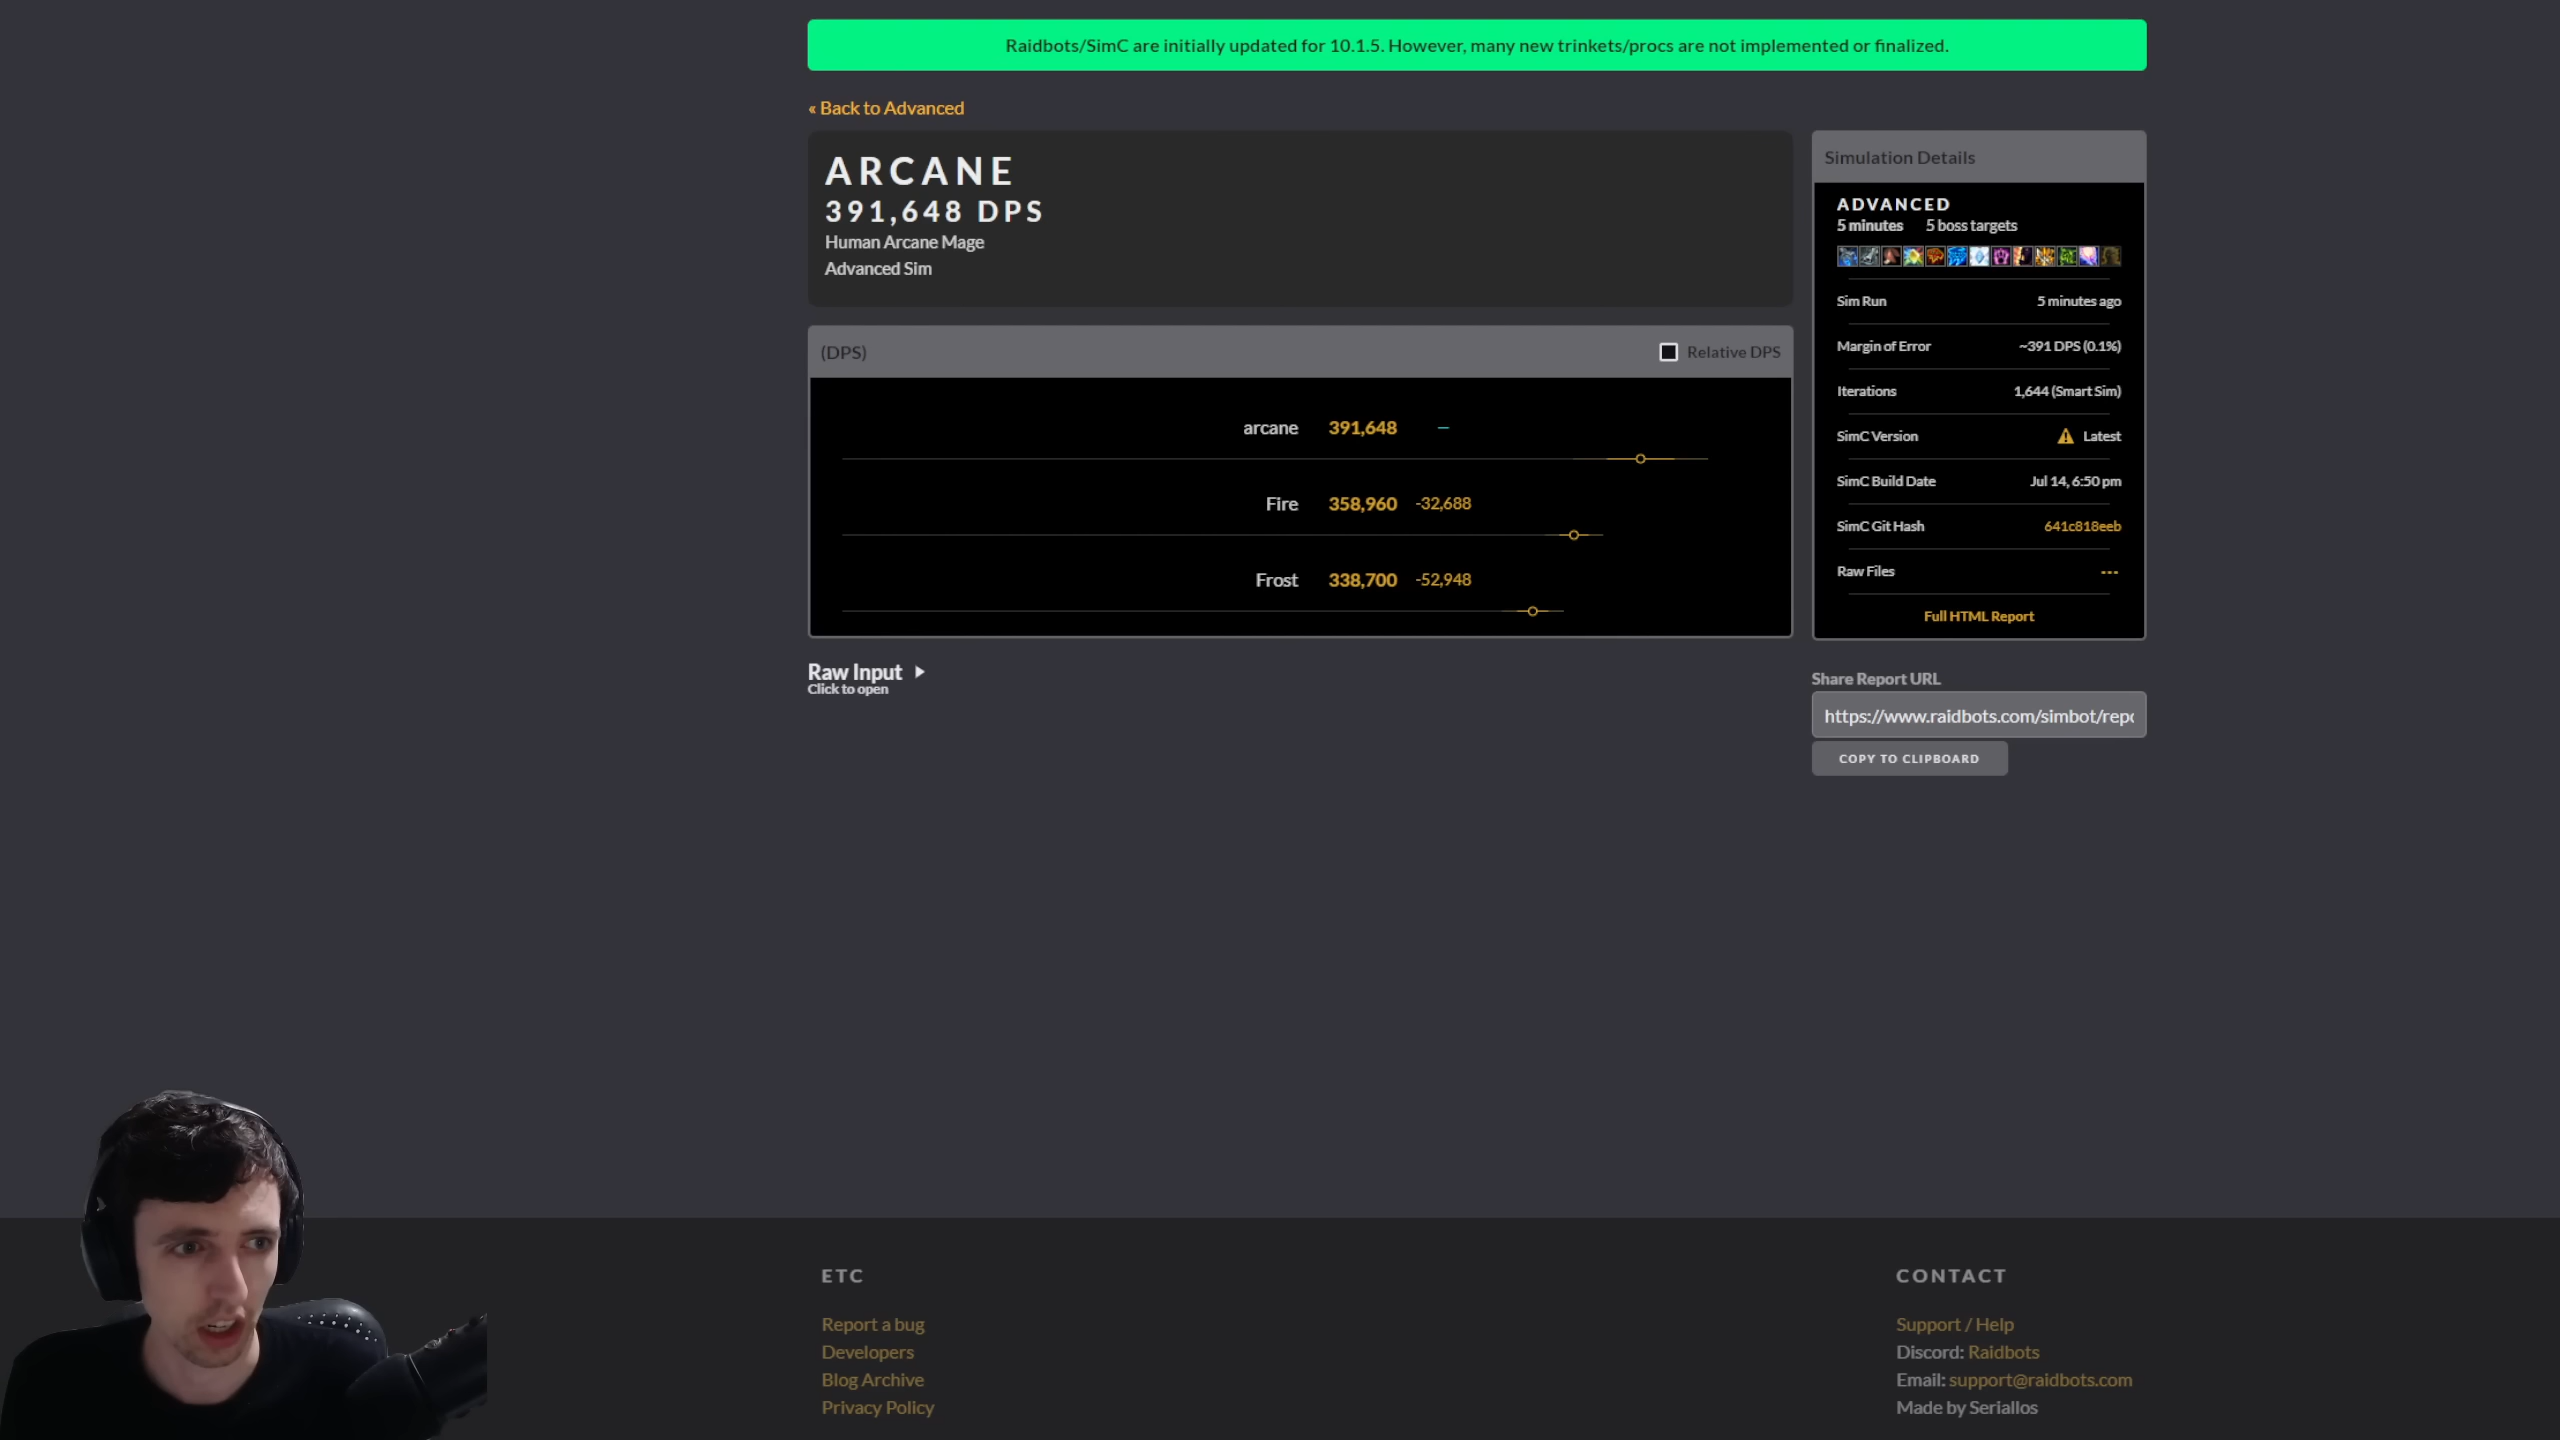 Raidbots/SimC are initially updated for 10.1.5. However, many new trinkets/procs are not implemented or finalized.
« Back to Advanced
ARCANE
391,648 DPS
Human Arcane Mage
Advanced Sim
(DPS)
Relative DPS
arcane 391,648 —
Fire 358,960 -32,688
Frost 338,700 -52,948
Raw Input
Click to open
Simulation Details
ADVANCED
5 minutes 5 boss targets
Sim Run 5 minutes ago
Margin of Error ~391 DPS (0.1%)
Iterations 1,644 (Smart Sim)
SimC Version Latest
SimC Build Date Jul 14, 6:50 pm
SimC Git Hash 641c818eeb
Raw Files ---
Full HTML Report
Share Report URL
https://www.raidbots.com/simbot/repo
COPY TO CLIPBOARD
ETC
Report a bug
Developers
Blog Archive
Privacy Policy
CONTACT
Support / Help
Discord: Raidbots
Email: support@raidbots.com
Made by Seriallos